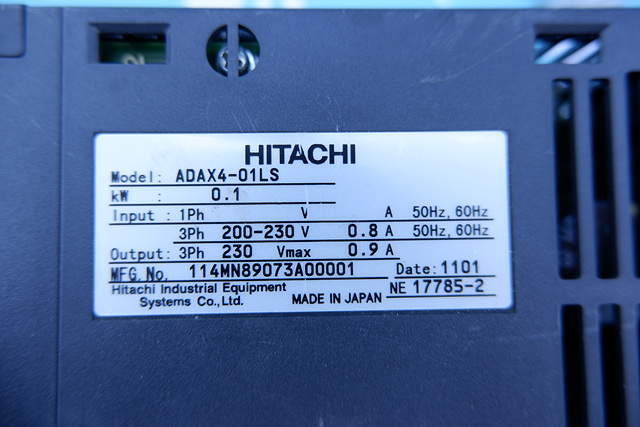 HITACHI
Model: ADAX4-01LS
kW : 0.1
Input : 1Ph V A 50Hz, 60Hz
3Ph 200-230 V 0.8 A 50Hz, 60Hz
Output: 3Ph 230 Vmax 0.9 A
MFG. No. 114MN89073A00001 Date: 1101
Hitachi Industrial Equipment
Systems Co., Ltd. MADE IN JAPAN NE 17785-2